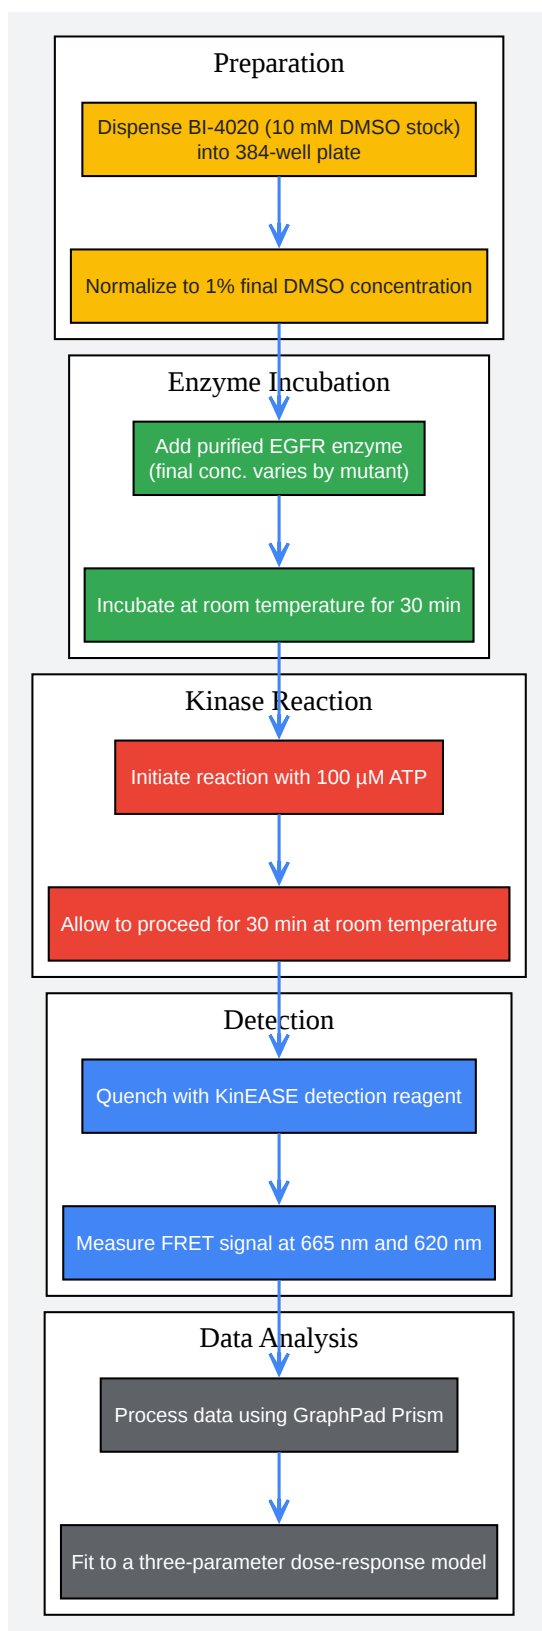 Preparation
Dispense BI-4020 (10 mM DMSO stock)
into 384-well plate
Normalize to 1% final DMSO concentration
Enzyme Incubation
Add purified EGFR enzyme
(final conc. varies by mutant)
Incubate at room temperature for 30 min
Kinase Reaction
Initiate reaction with 100 µM ATP
Allow to proceed for 30 min at room temperature
Detection
Quench with KinEASE detection reagent
Measure FRET signal at 665 nm and 620 nm
Data Analysis
Process data using GraphPad Prism
Fit to a three-parameter dose-response model